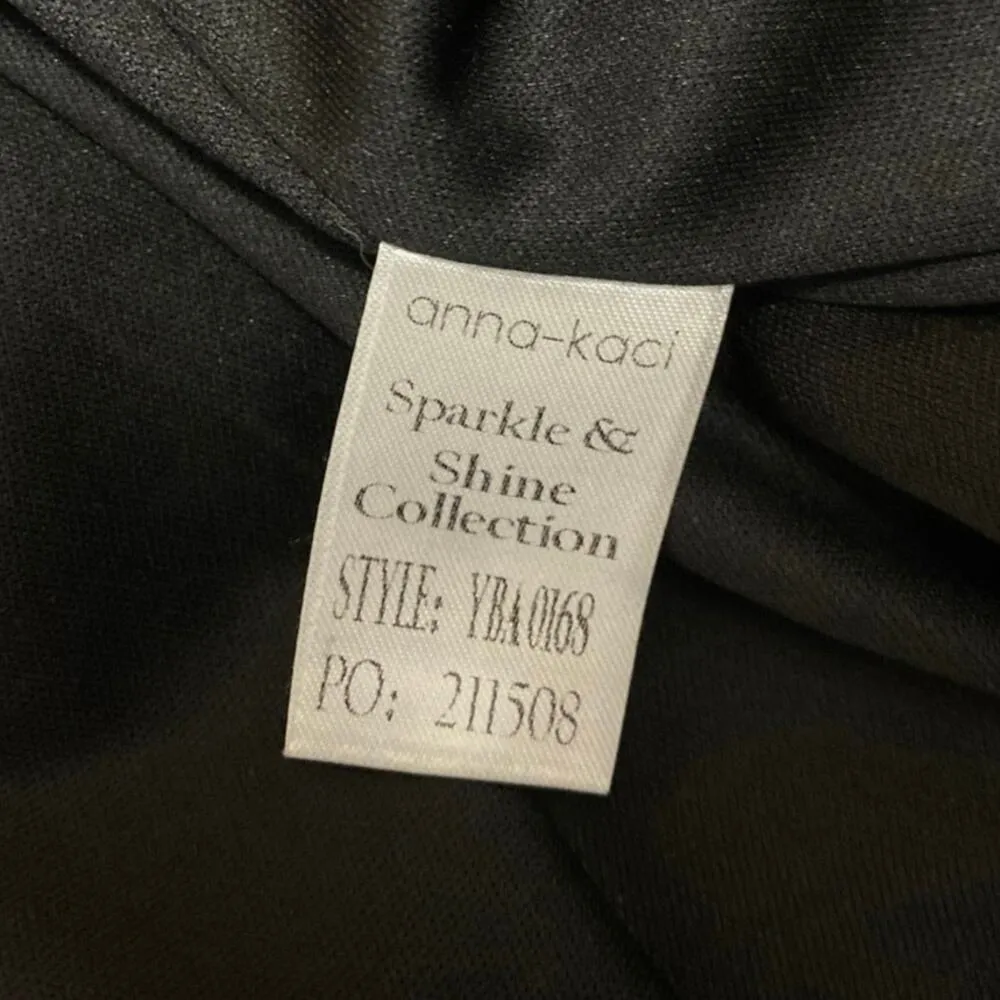 anna-kaci
Sparkle &
Shine
Collection
STYLE: YBA0168
PO: 211508